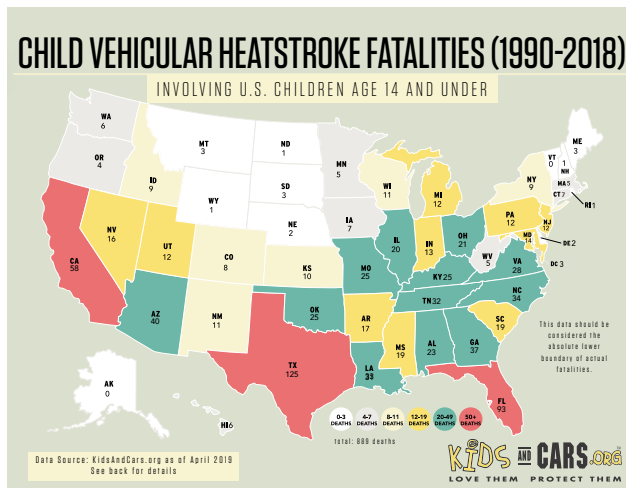 CHILD VEHICULAR HEATSTROKE FATALITIES (1990-2018)
INVOLVING U.S. CHILDREN AGE 14 AND UNDER
WA
6
OR
4
CA
58
NV
16
ID
9
MT
3
WY
1
UT
12
AZ
40
CO
8
NM
11
ND
1
SD
3
NE
2
KS
10
OK
25
TX
125
MN
5
IA
7
MO
25
AR
17
LA
WI
11
IL
20
MS
19
MI
12
IN
13
OH
21
KY 25
TN 32
AL
23
GA
37
FL
93
SC
19
NC
34
VA
28
WV
5
PA
12
NY
9
VT
0
1
NH
ME
3
MA 5
CT 2
RI 1
NJ
12
MD
14
DE 2
DC 3
AK
0
HI 6
This data should be
considered the
absolute lower
boundary of actual
fatalities.
0-3
DEATHS
4-7
DEATHS
8-11
DEATHS
12-19
DEATHS
20-49
DEATHS
50+
DEATHS
total: 889 deaths
Data Source: KidsAndCars.org as of April 2019
See back for details
KiDS AND CARS.ORG
LOVE THEM PROTECT THEM